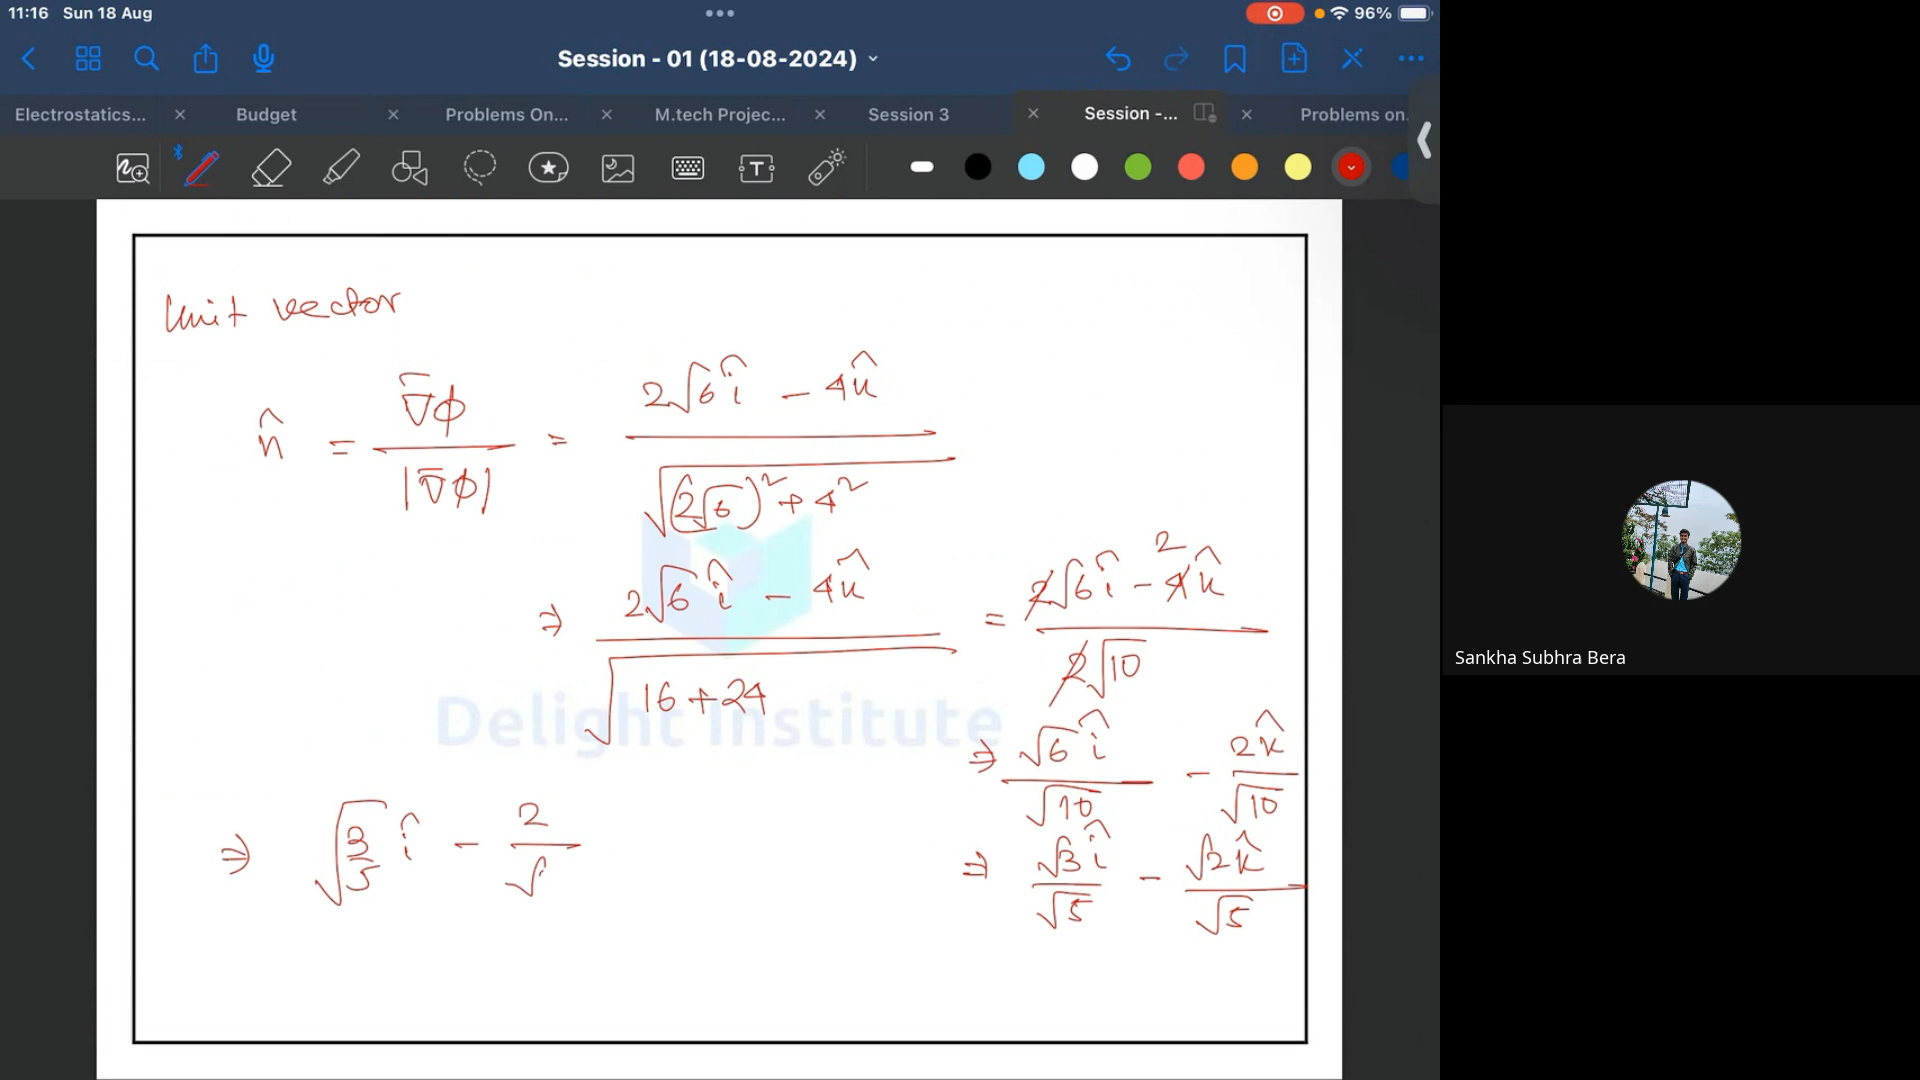 11:16 Sun 18 Aug
96%
Session - 01 (18-08-2024)
Electrostatics... Budget Problems On... M.tech Projec... Session 3 Session -... Problems on.
Unit vector
n̂ = ∇̄φ / |∇̄φ| = (2√6 î − 4k̂) / √((2√6)² + 4²)
⇒ (2√6 î − 4k̂) / √(16+24) = (2√6 î − 4 2 k̂) / (2√10)
⇒ √6 î / √10 − 2k̂ / √10
⇒ √3 î / √5 − √2 k̂ / √5
⇒ √(3/5) î − 2 / √
Delight Institute
Sankha Subhra Bera